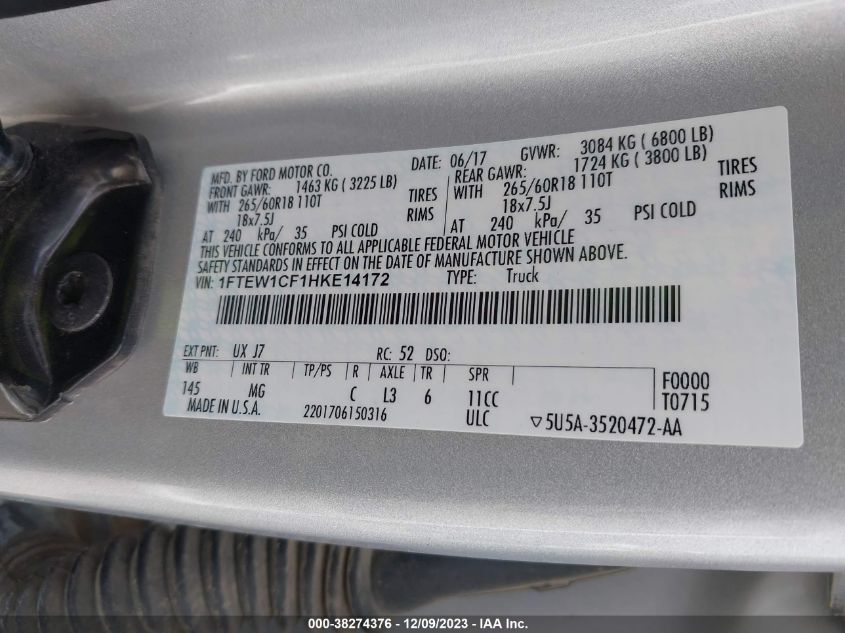 MFD. BY FORD MOTOR CO. DATE: 06/17 GVWR: 3084 KG ( 6800 LB)
FRONT GAWR: 1463 KG ( 3225 LB) REAR GAWR: 1724 KG ( 3800 LB)
WITH 265/60R18 110T TIRES WITH 265/60R18 110T TIRES
18x7.5J RIMS 18x7.5J RIMS
AT 240 kPa/ 35 PSI COLD AT 240 kPa/ 35 PSI COLD
THIS VEHICLE CONFORMS TO ALL APPLICABLE FEDERAL MOTOR VEHICLE
SAFETY STANDARDS IN EFFECT ON THE DATE OF MANUFACTURE SHOWN ABOVE.
VIN: 1FTEW1CF1HKE14172 TYPE: Truck
EXT PNT: UX J7 RC: 52 DSO:
WB INT TR TP/PS R AXLE TR SPR F0000
145 MG C L3 6 11CC T0715
MADE IN U.S.A. 2201706150316 ULC ▽5U5A-3520472-AA
000-38274376 - 12/09/2023 - IAA Inc.